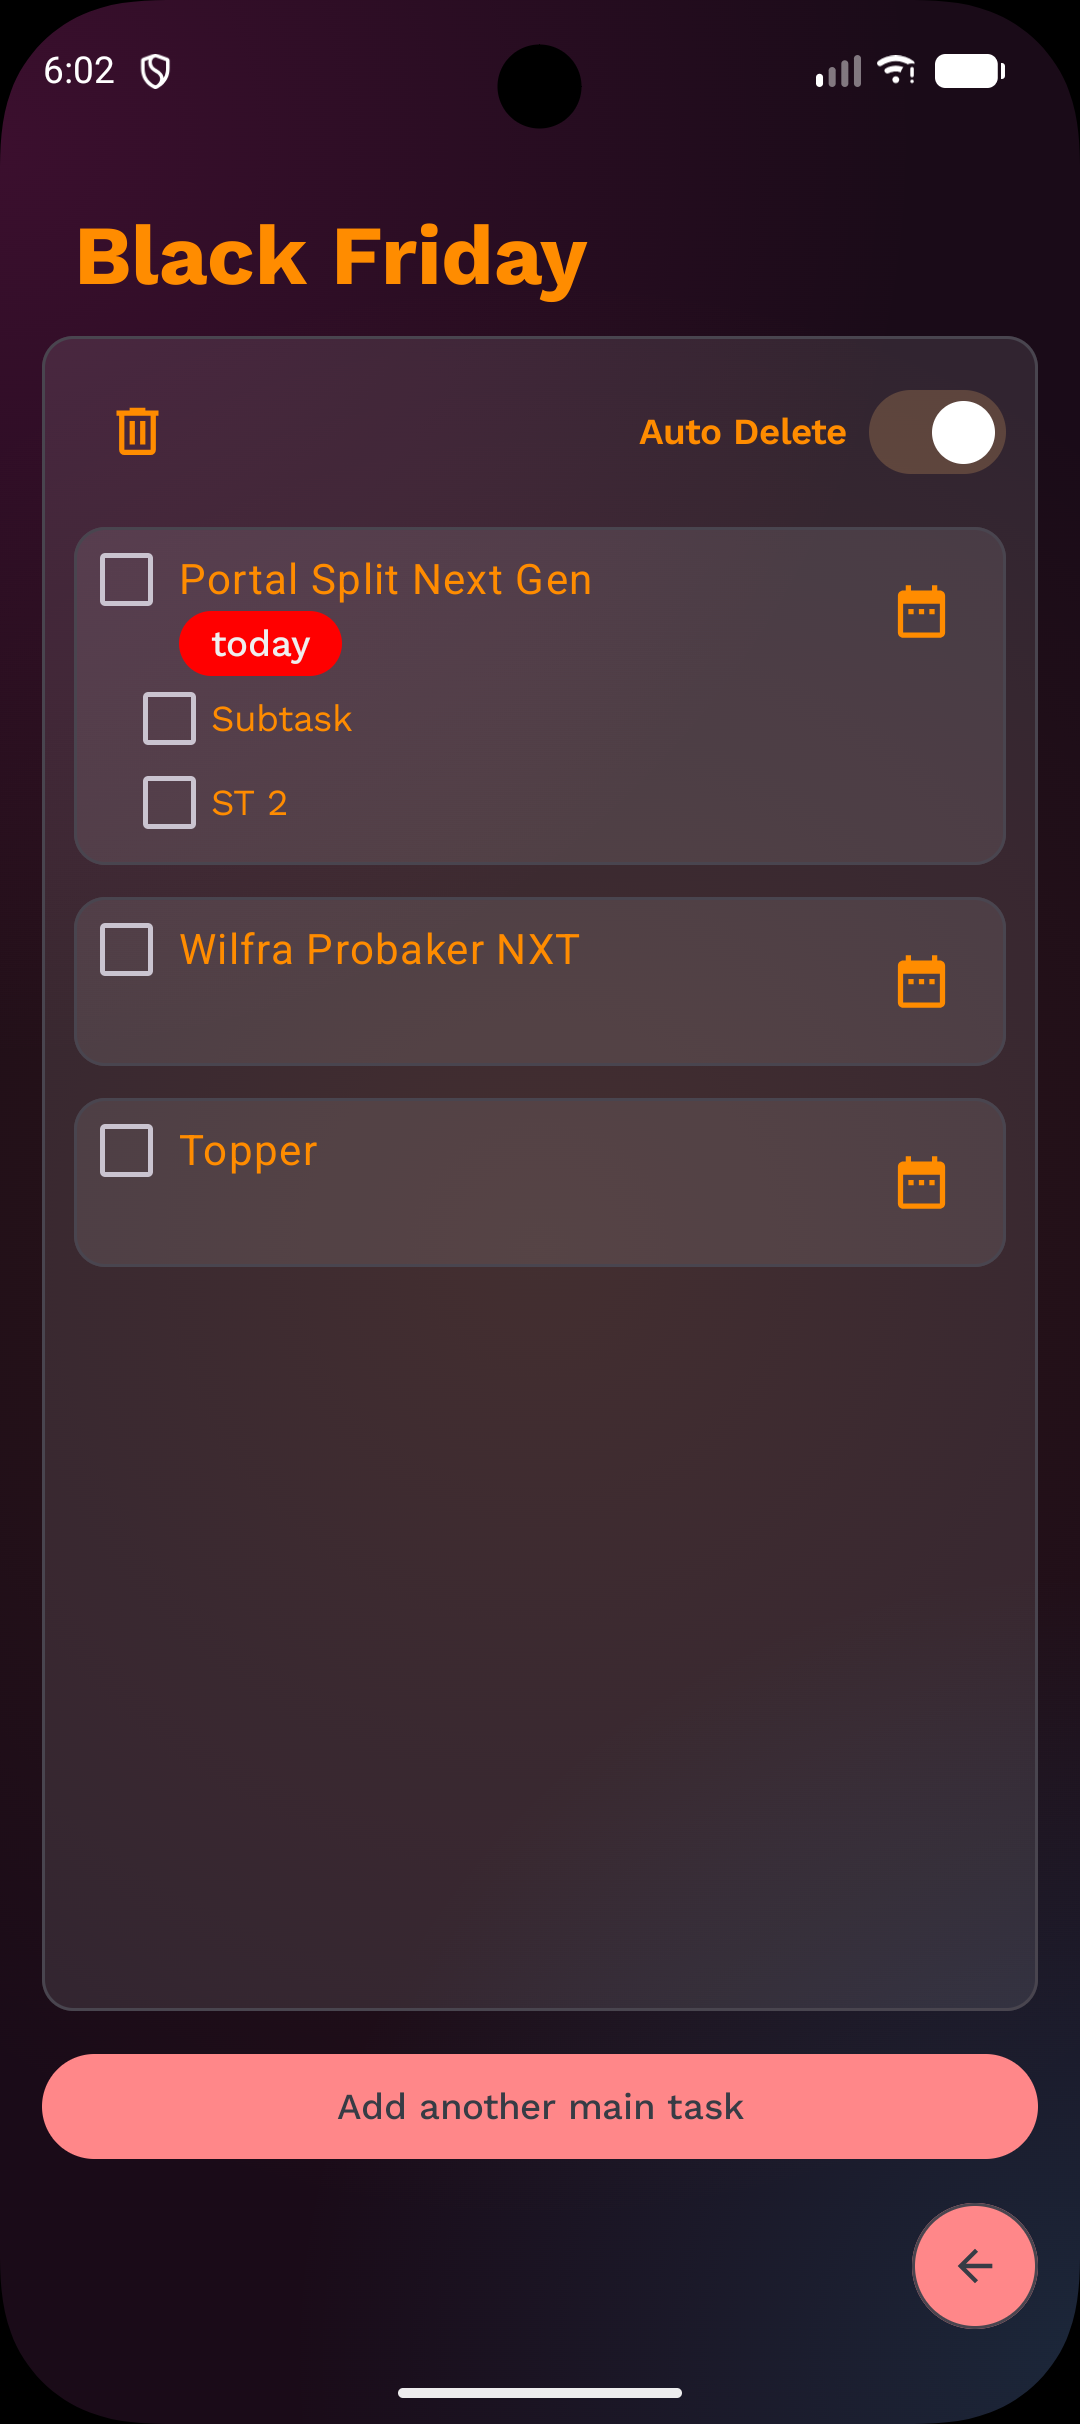 6:02
Black Friday
Auto Delete
Portal Split Next Gen
today
Subtask
ST 2
Wilfra Probaker NXT
Topper
Add another main task